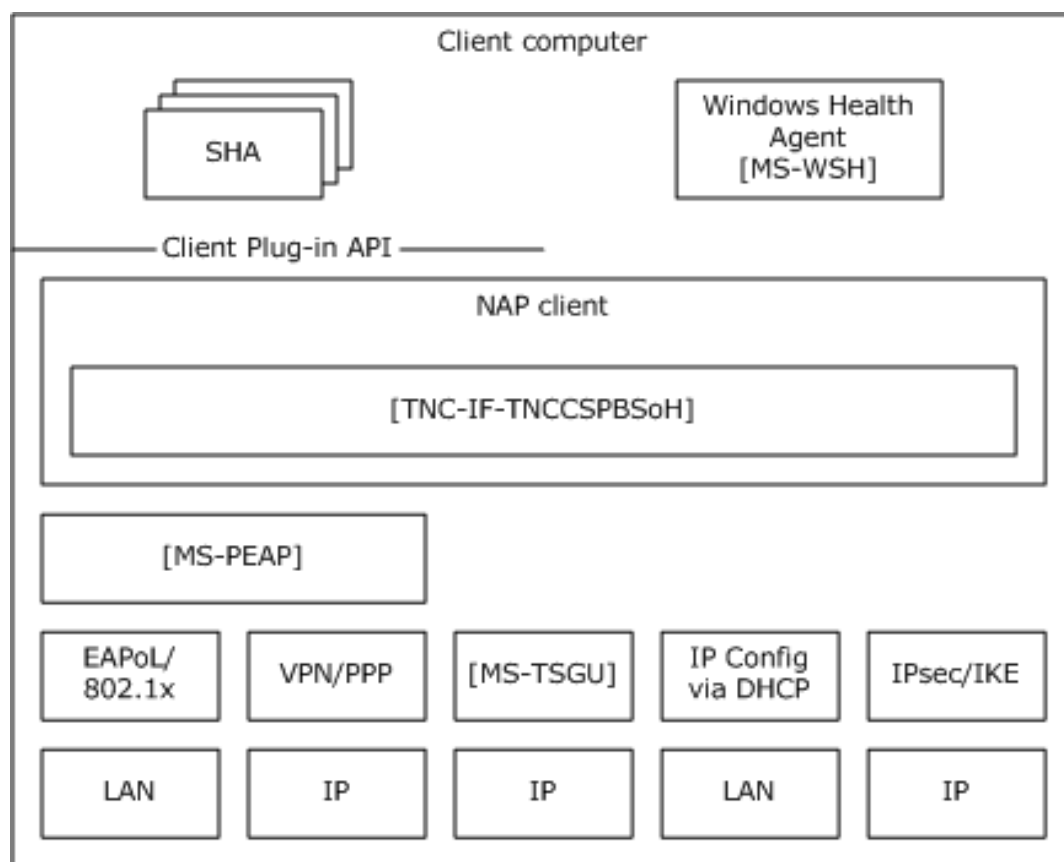 Client computer
SHA
Windows Health
Agent
[MS-WSH]
Client Plug-in API
NAP client
[TNC-IF-TNCCSPBSoH]
[MS-PEAP]
EAPoL/
802.1x
VPN/PPP
[MS-TSGU]
IP Config
via DHCP
IPsec/IKE
LAN
IP
IP
LAN
IP